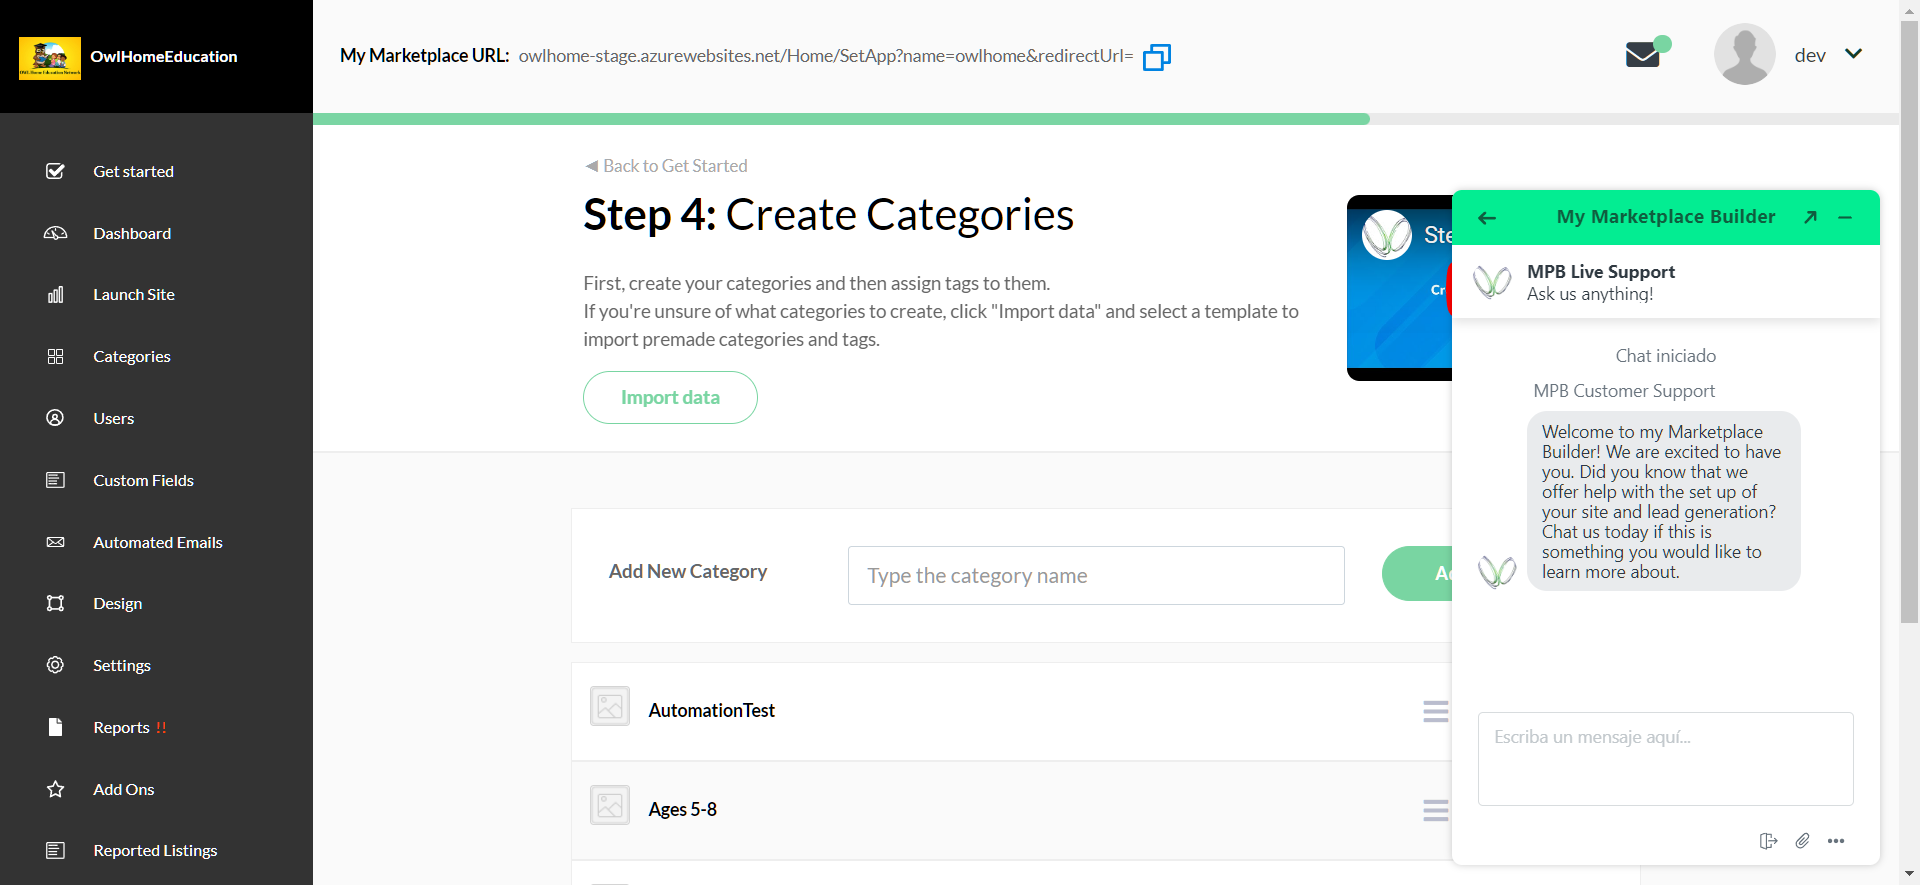 OwlHomeEducation
My Marketplace URL: owlhome-stage.azurewebsites.net/Home/SetApp?name=owlhome&redirectUrl=
dev
Get started
Dashboard
Launch Site
Categories
Users
Custom Fields
Automated Emails
Design
Settings
Reports !!
Add Ons
Reported Listings
◀ Back to Get Started
Step 4: Create Categories
First, create your categories and then assign tags to them.
If you're unsure of what categories to create, click "Import data" and select a template to
import premade categories and tags.
Import data
Add New Category
Type the category name
AutomationTest
Ages 5-8
My Marketplace Builder
MPB Live Support
Ask us anything!
Chat iniciado
MPB Customer Support
Welcome to my Marketplace
Builder! We are excited to have
you. Did you know that we
offer help with the set up of
your site and lead generation?
Chat us today if this is
something you would like to
learn more about.
Escriba un mensaje aquí...